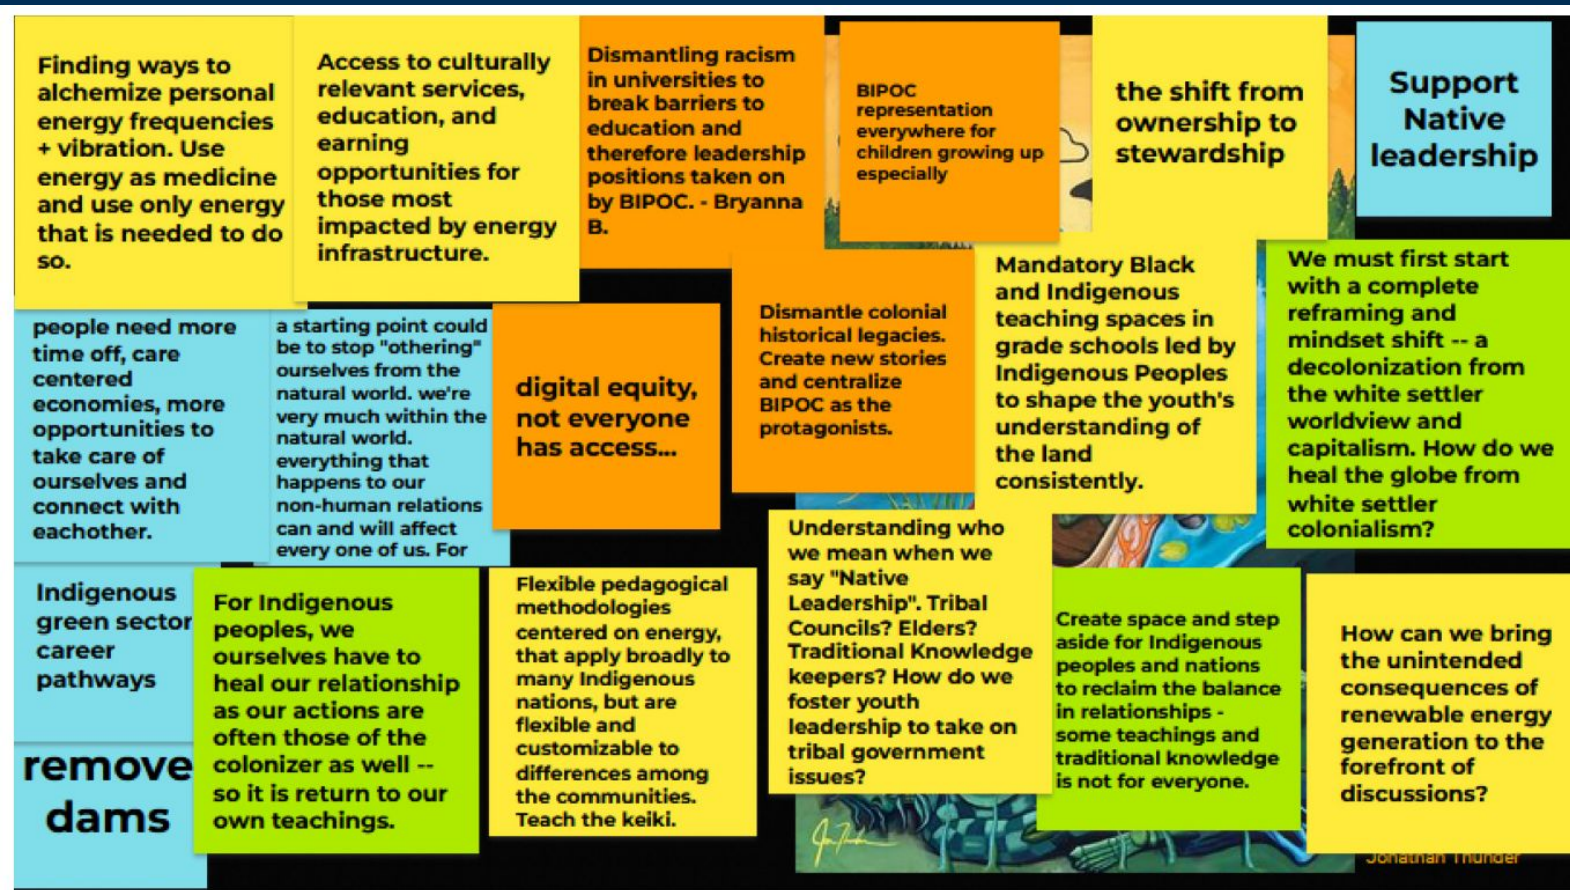 Finding ways to
alchemize personal
energy frequencies
+ vibration. Use
energy as medicine
and use only energy
that is needed to do
so.
Access to culturally
relevant services,
education, and
earning
opportunities for
those most
impacted by energy
infrastructure.
Dismantling racism
in universities to
break barriers to
education and
therefore leadership
positions taken on
by BIPOC. - Bryanna
B.
BIPOC
representation
everywhere for
children growing up
especially
the shift from
ownership to
stewardship
Support
Native
leadership
people need more
time off, care
centered
economies, more
opportunities to
take care of
ourselves and
connect with
eachother.
a starting point could
be to stop "othering"
ourselves from the
natural world. we're
very much within the
natural world.
everything that
happens to our
non-human relations
can and will affect
every one of us. For
digital equity,
not everyone
has access...
Dismantle colonial
historical legacies.
Create new stories
and centralize
BIPOC as the
protagonists.
Mandatory Black
and Indigenous
teaching spaces in
grade schools led by
Indigenous Peoples
to shape the youth's
understanding of
the land
consistently.
We must first start
with a complete
reframing and
mindset shift -- a
decolonization from
the white settler
worldview and
capitalism. How do we
heal the globe from
white settler
colonialism?
Indigenous
green sector
career
pathways
remove
dams
For Indigenous
peoples, we
ourselves have to
heal our relationship
as our actions are
often those of the
colonizer as well --
so it is return to our
own teachings.
Flexible pedagogical
methodologies
centered on energy,
that apply broadly to
many Indigenous
nations, but are
flexible and
customizable to
differences among
the communities.
Teach the keiki.
Understanding who
we mean when we
say "Native
Leadership". Tribal
Councils? Elders?
Traditional Knowledge
keepers? How do we
foster youth
leadership to take on
tribal government
issues?
Create space and step
aside for Indigenous
peoples and nations
to reclaim the balance
in relationships -
some teachings and
traditional knowledge
is not for everyone.
How can we bring
the unintended
consequences of
renewable energy
generation to the
forefront of
discussions?
Jonathan Thunder